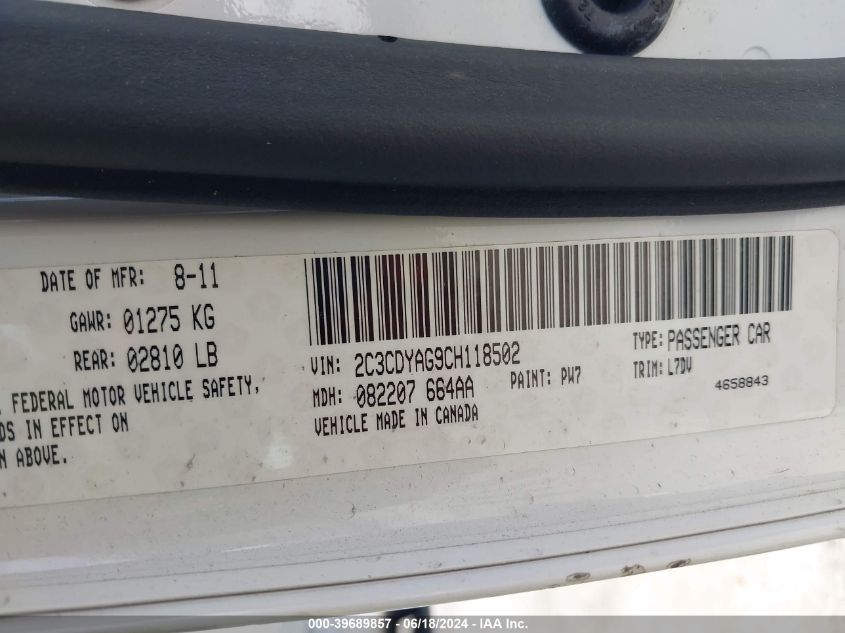 DATE OF MFR: 8-11
GAWR: 01275 KG
REAR: 02810 LB
FEDERAL MOTOR VEHICLE SAFETY,
DS IN EFFECT ON
N ABOVE.
VIN: 2C3CDYAG9CH118502
TYPE: PASSENGER CAR
MDH: 082207 664AA
PAINT: PW7
TRIM: L7DV
VEHICLE MADE IN CANADA
4658843
000-39689857 - 06/18/2024 - IAA Inc.